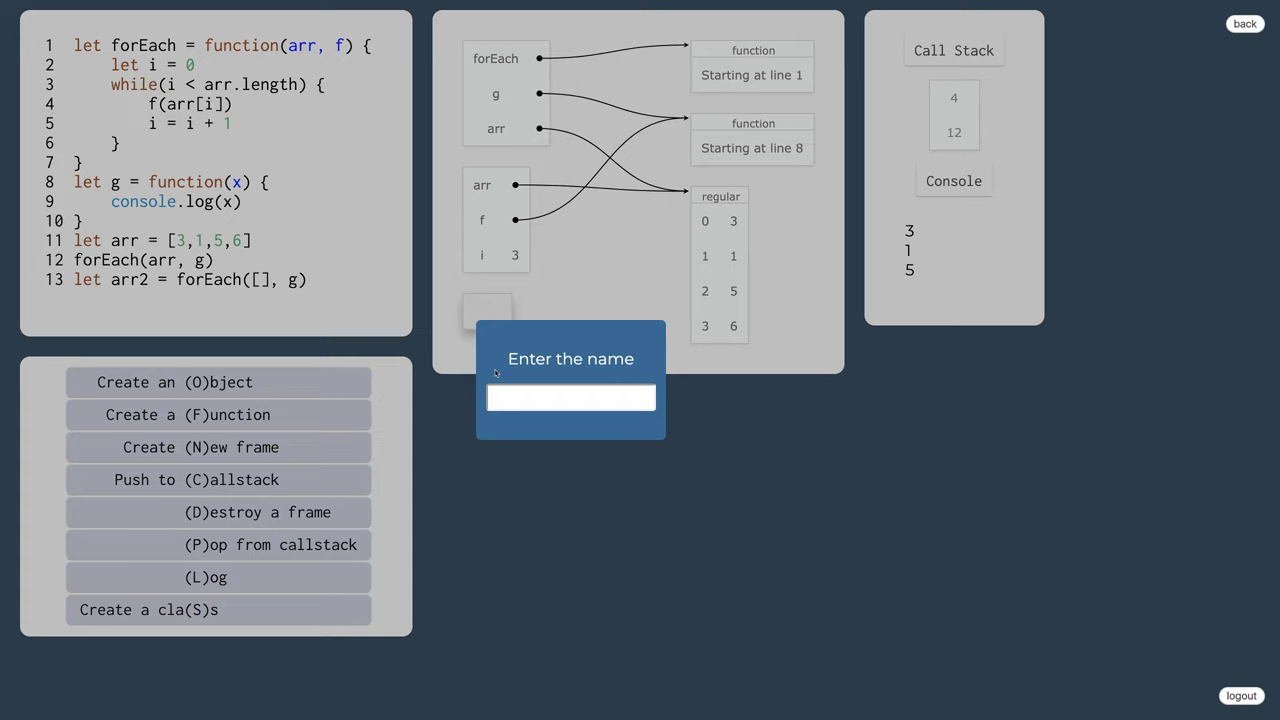 1 let forEach = function(arr, f) {
2 let i = 0
3 while(i < arr.length) {
4 f(arr[i])
5 i = i + 1
6 }
7 }
8 let g = function(x) {
9 console.log(x)
10 }
11 let arr = [3,1,5,6]
12 forEach(arr, g)
13 let arr2 = forEach([], g)
Create an (O)bject
Create a (F)unction
Create (N)ew frame
Push to (C)allstack
(D)estroy a frame
(P)op from callstack
(L)og
Create a cla(S)s
forEach
g
arr
arr
f
i 3
function
Starting at line 1
function
Starting at line 8
regular
0 3
1 1
2 5
3 6
Enter the name
Call Stack
4
12
Console
3
1
5
back
logout